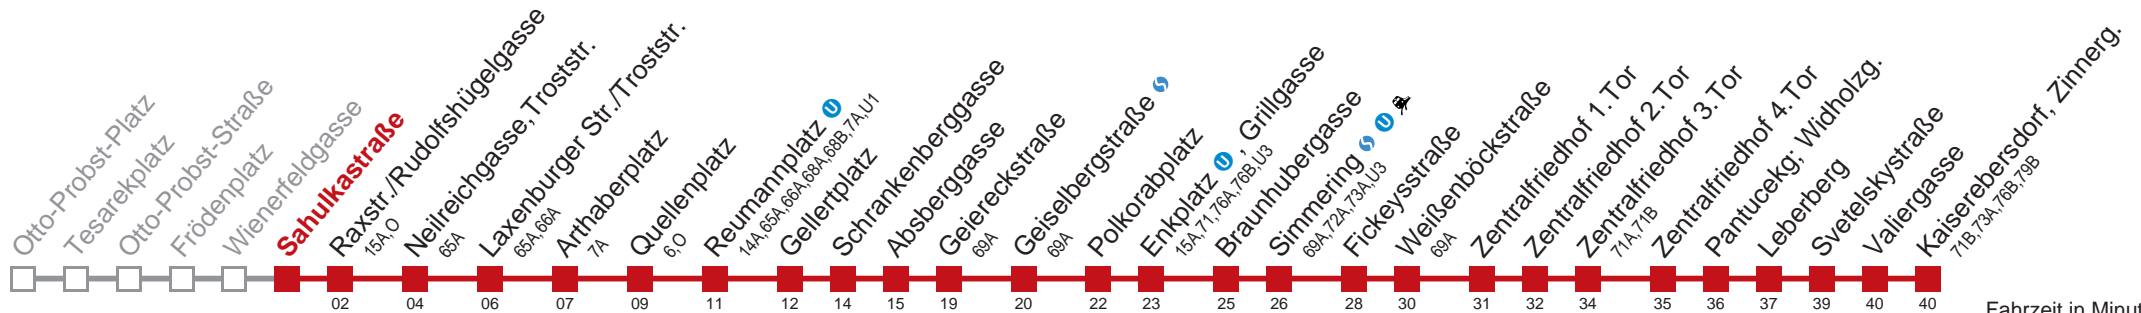 Otto-Probst-Platz
Tesarekplatz
Otto-Probst-Straße
Frödenplatz
Wienerfeldgasse
Sahulkastraße
Raxstr./Rudolfshügelgasse
15A,O
Neilreichgasse,Troststr.
65A
Laxenburger Str./Troststr.
65A,66A
Arthaberplatz
7A
Quellenplatz
6,O
Reumannplatz U
14A,65A,66A,68A,68B,7A,U1
Gellertplatz
Schrankenberggasse
Absberggasse
Geiereckstraße
69A
Geiselbergstraße S
69A
Polkorabplatz
Enkplatz U , Grillgasse
15A,71,76A,76B,U3
Braunhubergasse
Simmering S U
69A,72A,73A,U3
Fickeysstraße
Weißenböckstraße
69A
Zentralfriedhof 1.Tor
Zentralfriedhof 2.Tor
Zentralfriedhof 3.Tor
71A,71B
Zentralfriedhof 4.Tor
Pantucekg; Widholzg.
Leberberg
Svetelskystraße
Valiergasse
Kaiserebersdorf, Zinnerg.
71B,73A,76B,79B
02 04 06 07 09 11 12 14 15 19 20 22 23 25 26 28 30 31 32 34 35 36 37 39 40 40
Fahrzeit in Minut